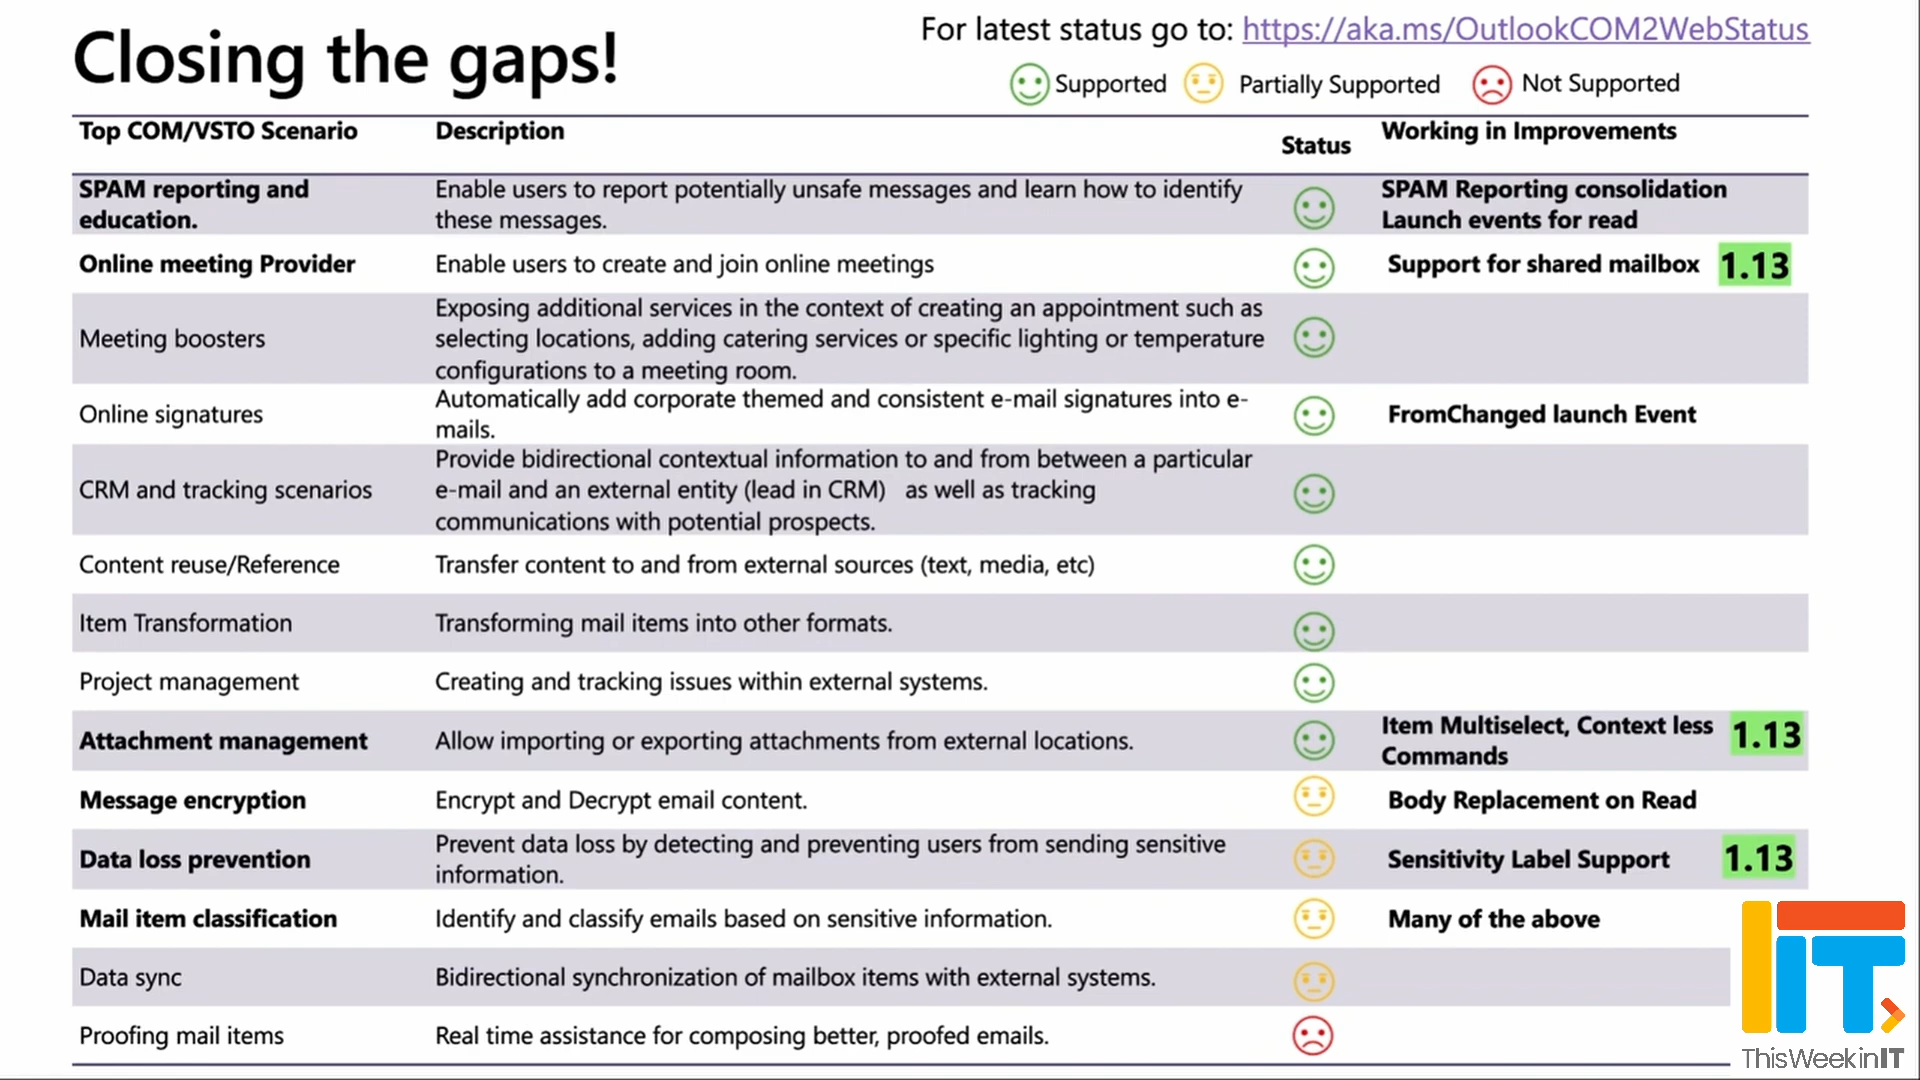 Closing the gaps!
For latest status go to: https://aka.ms/OutlookCOM2WebStatus
Supported Partially Supported Not Supported
Top COM/VSTO Scenario Description Status Working in Improvements
SPAM reporting and
education.
Enable users to report potentially unsafe messages and learn how to identify
these messages.
SPAM Reporting consolidation
Launch events for read
Online meeting Provider
Enable users to create and join online meetings
Support for shared mailbox 1.13
Meeting boosters
Exposing additional services in the context of creating an appointment such as
selecting locations, adding catering services or specific lighting or temperature
configurations to a meeting room.
Online signatures
Automatically add corporate themed and consistent e-mail signatures into e-
mails.
FromChanged launch Event
CRM and tracking scenarios
Provide bidirectional contextual information to and from between a particular
e-mail and an external entity (lead in CRM) as well as tracking
communications with potential prospects.
Content reuse/Reference
Transfer content to and from external sources (text, media, etc)
Item Transformation
Transforming mail items into other formats.
Project management
Creating and tracking issues within external systems.
Attachment management
Allow importing or exporting attachments from external locations.
Item Multiselect, Context less
Commands
1.13
Message encryption
Encrypt and Decrypt email content.
Body Replacement on Read
Data loss prevention
Prevent data loss by detecting and preventing users from sending sensitive
information.
Sensitivity Label Support 1.13
Mail item classification
Identify and classify emails based on sensitive information.
Many of the above
Data sync
Bidirectional synchronization of mailbox items with external systems.
Proofing mail items
Real time assistance for composing better, proofed emails.
IT
ThisWeekinIT